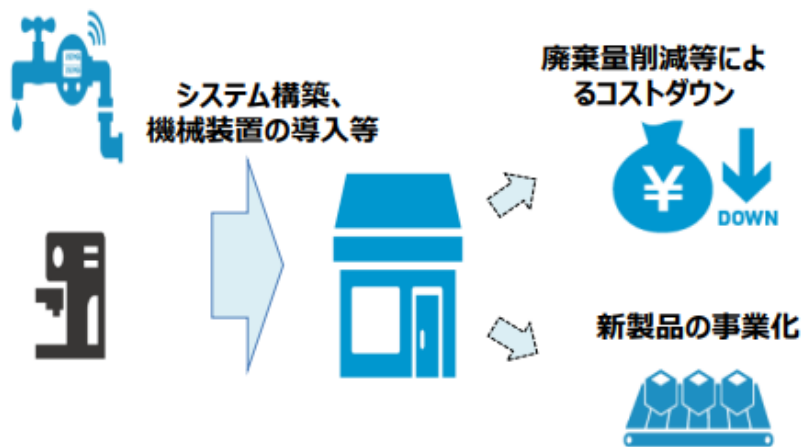 システム構築、
機械装置の導入等
廃棄量削減等によ
るコストダウン
¥
DOWN
新製品の事業化